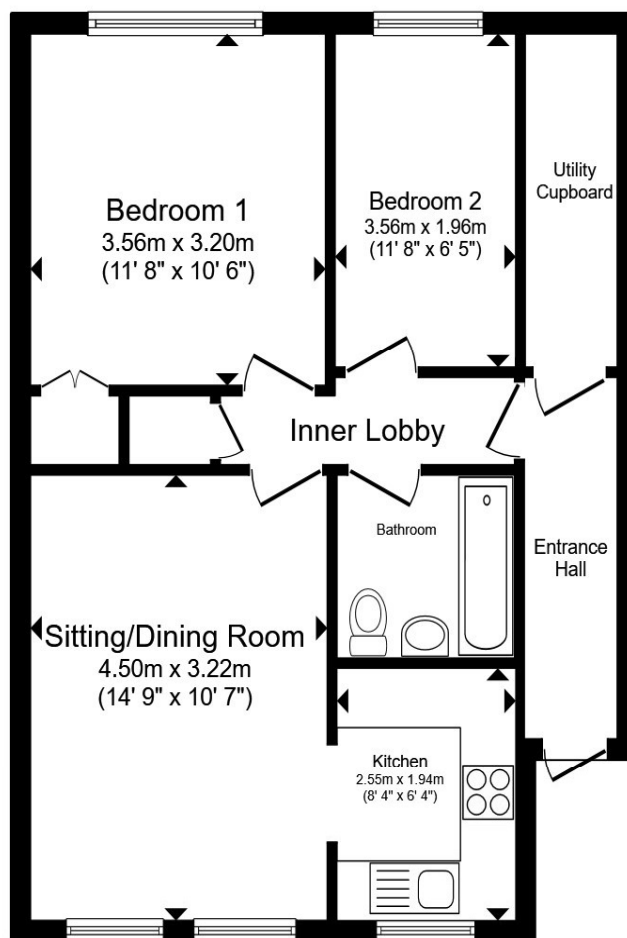 Bedroom 1
3.56m x 3.20m
(11' 8" x 10' 6")
Bedroom 2
3.56m x 1.96m
(11' 8" x 6' 5")
Utility
Cupboard
Inner Lobby
Bathroom
Entrance
Hall
Sitting/Dining Room
4.50m x 3.22m
(14' 9" x 10' 7")
Kitchen
2.55m x 1.94m
(8' 4" x 6' 4")